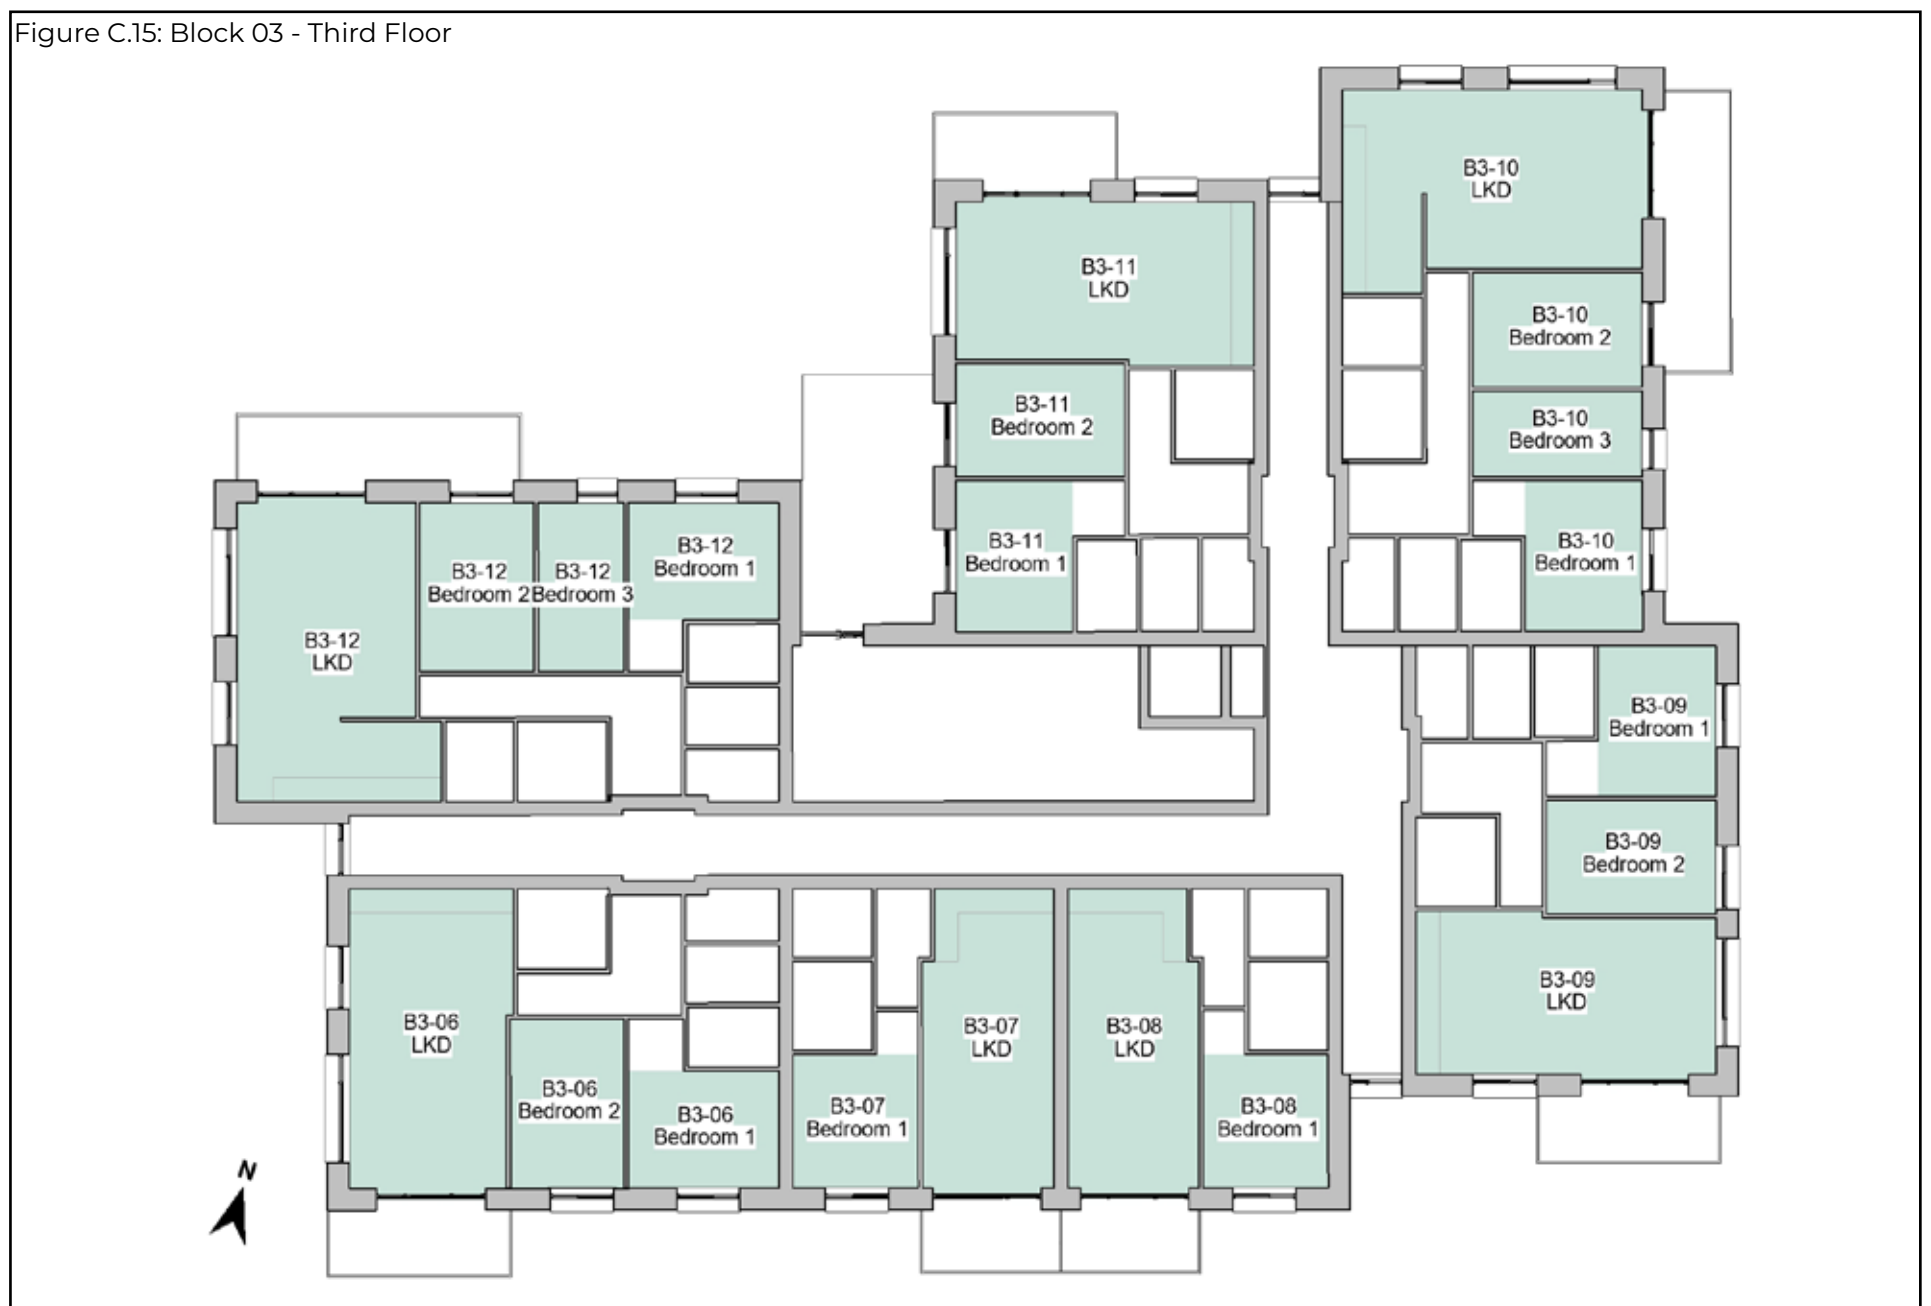 Figure C.15: Block 03 - Third Floor
B3-10
LKD
B3-11
LKD
B3-10
Bedroom 2
B3-11
Bedroom 2
B3-10
Bedroom 3
B3-11
Bedroom 1
B3-10
Bedroom 1
B3-12
LKD
B3-12
Bedroom 2
B3-12
Bedroom 3
B3-12
Bedroom 1
B3-09
Bedroom 1
B3-09
Bedroom 2
B3-09
LKD
B3-06
LKD
B3-06
Bedroom 2
B3-06
Bedroom 1
B3-07
Bedroom 1
B3-07
LKD
B3-08
LKD
B3-08
Bedroom 1
N